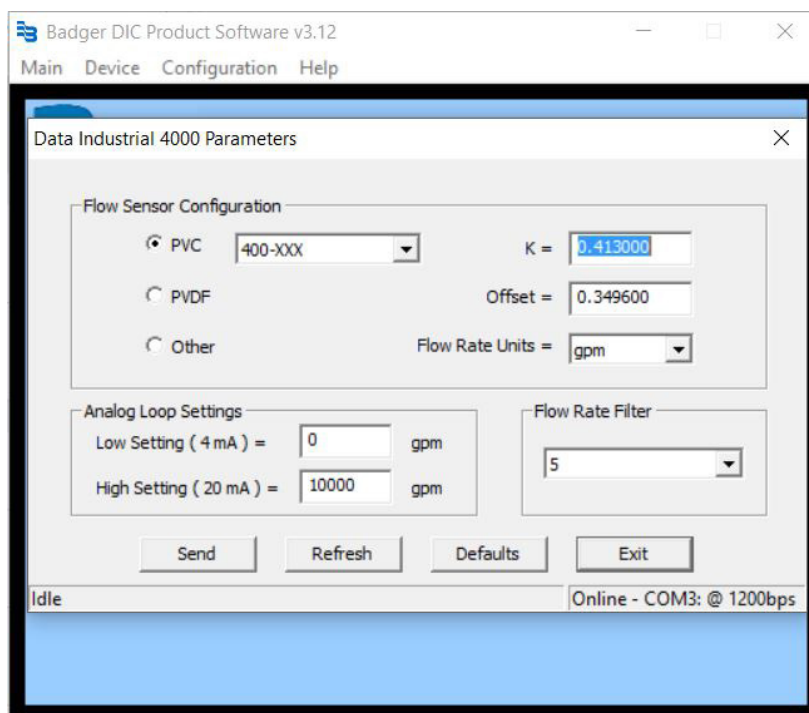 Badger DIC Product Software v3.12
Main Device Configuration Help
Data Industrial 4000 Parameters
Flow Sensor Configuration
PVC 400-XXX K = 0.413000
PVDF Offset = 0.349600
Other Flow Rate Units = gpm
Analog Loop Settings Flow Rate Filter
Low Setting ( 4 mA ) = 0 gpm
5
High Setting ( 20 mA ) = 10000 gpm
Send Refresh Defaults Exit
Idle Online - COM3: @ 1200bps